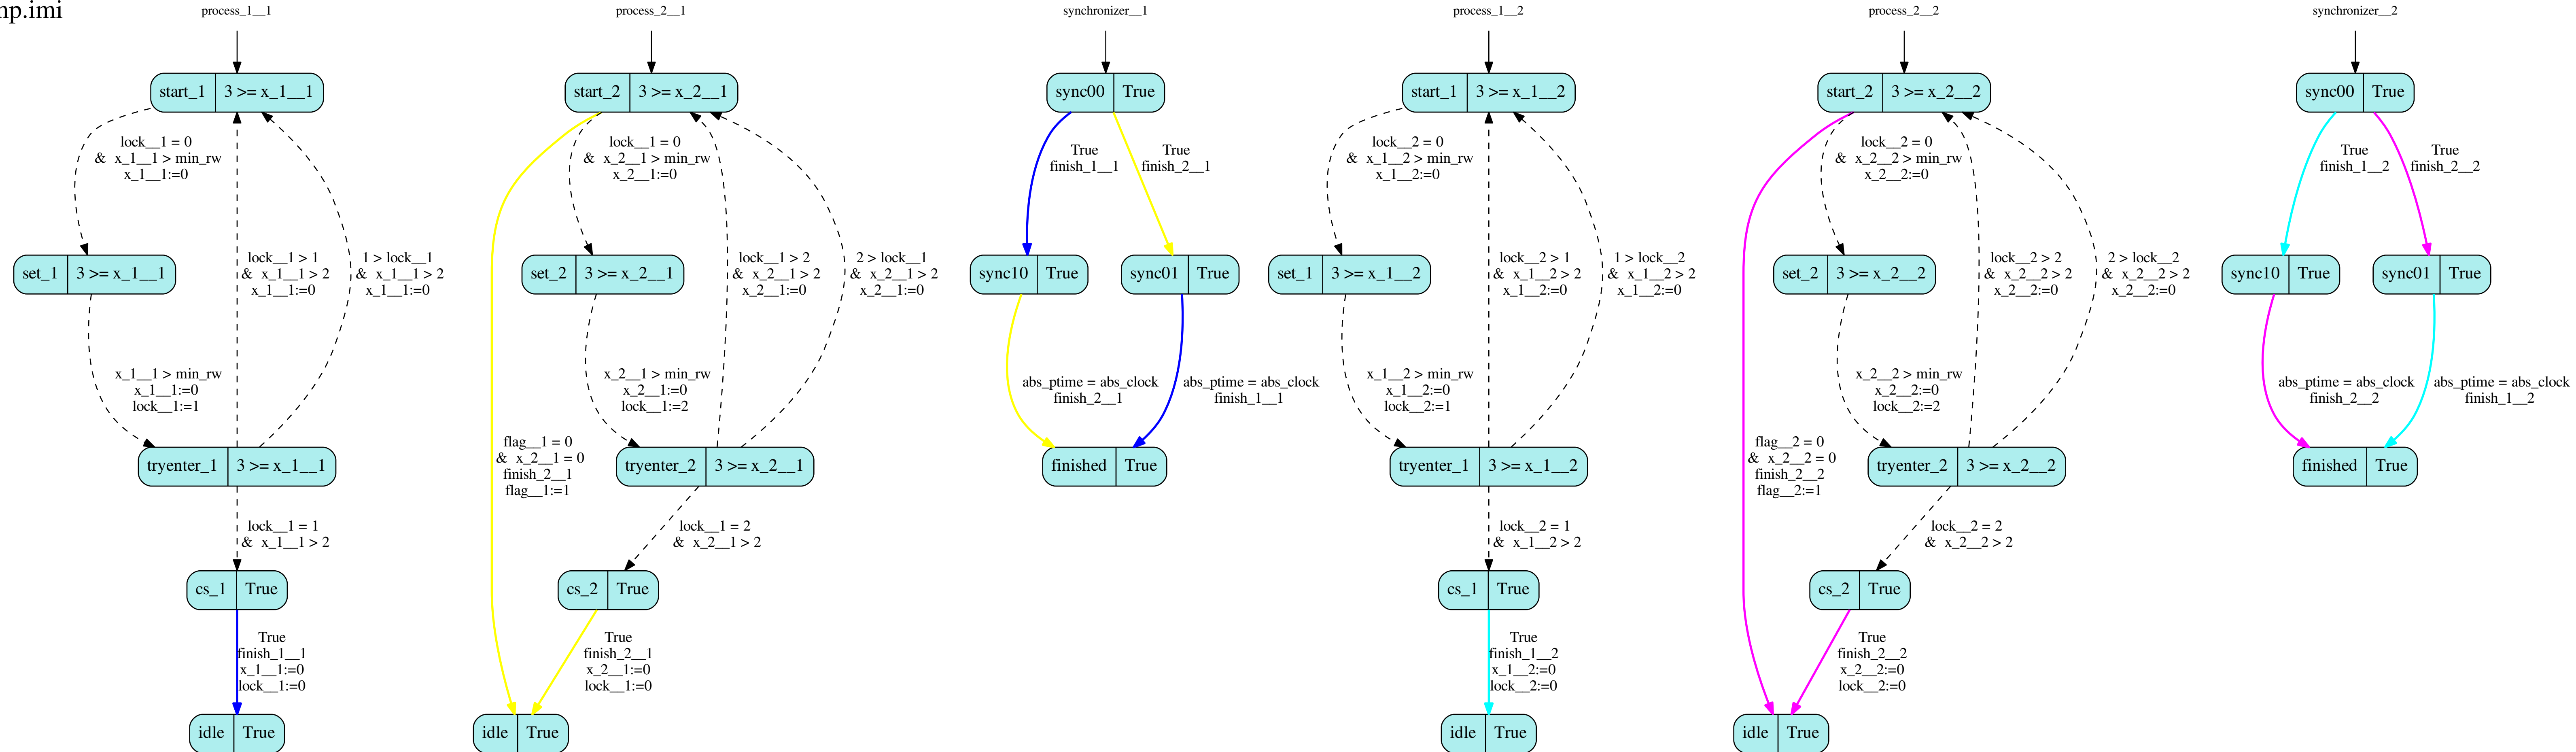 np.imi
process_1__1
start_1 3 >= x_1__1
lock__1 = 0
& x_1__1 > min_rw
x_1__1:=0
set_1 3 >= x_1__1
lock__1 > 1
& x_1__1 > 2
x_1__1:=0
1 > lock__1
& x_1__1 > 2
x_1__1:=0
x_1__1 > min_rw
x_1__1:=0
lock__1:=1
tryenter_1 3 >= x_1__1
lock__1 = 1
& x_1__1 > 2
cs_1 True
True
finish_1__1
x_1__1:=0
lock__1:=0
idle True
process_2__1
start_2 3 >= x_2__1
lock__1 = 0
& x_2__1 > min_rw
x_2__1:=0
set_2 3 >= x_2__1
lock__1 > 2
& x_2__1 > 2
x_2__1:=0
2 > lock__1
& x_2__1 > 2
x_2__1:=0
x_2__1 > min_rw
x_2__1:=0
lock__1:=2
flag__1 = 0
& x_2__1 = 0
finish_2__1
flag__1:=1
tryenter_2 3 >= x_2__1
lock__1 = 2
& x_2__1 > 2
cs_2 True
True
finish_2__1
x_2__1:=0
lock__1:=0
idle True
synchronizer__1
sync00 True
True
finish_1__1
True
finish_2__1
sync10 True
sync01 True
abs_ptime = abs_clock
finish_2__1
abs_ptime = abs_clock
finish_1__1
finished True
process_1__2
start_1 3 >= x_1__2
lock__2 = 0
& x_1__2 > min_rw
x_1__2:=0
set_1 3 >= x_1__2
lock__2 > 1
& x_1__2 > 2
x_1__2:=0
1 > lock__2
& x_1__2 > 2
x_1__2:=0
x_1__2 > min_rw
x_1__2:=0
lock__2:=1
tryenter_1 3 >= x_1__2
lock__2 = 1
& x_1__2 > 2
cs_1 True
True
finish_1__2
x_1__2:=0
lock__2:=0
idle True
process_2__2
start_2 3 >= x_2__2
lock__2 = 0
& x_2__2 > min_rw
x_2__2:=0
set_2 3 >= x_2__2
lock__2 > 2
& x_2__2 > 2
x_2__2:=0
2 > lock__2
& x_2__2 > 2
x_2__2:=0
x_2__2 > min_rw
x_2__2:=0
lock__2:=2
flag__2 = 0
& x_2__2 = 0
finish_2__2
flag__2:=1
tryenter_2 3 >= x_2__2
lock__2 = 2
& x_2__2 > 2
cs_2 True
True
finish_2__2
x_2__2:=0
lock__2:=0
idle True
synchronizer__2
sync00 True
True
finish_1__2
True
finish_2__2
sync10 True
sync01 True
abs_ptime = abs_clock
finish_2__2
abs_ptime = abs_clock
finish_1__2
finished True